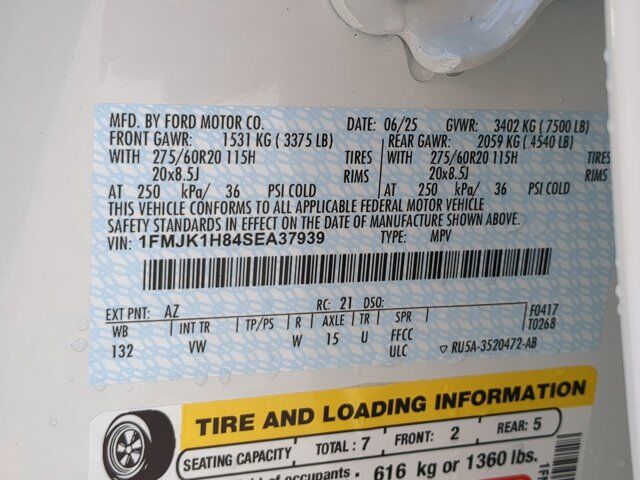 MFD. BY FORD MOTOR CO. DATE: 06/25 GVWR: 3402 KG ( 7500 LB)
FRONT GAWR: 1531 KG ( 3375 LB) REAR GAWR: 2059 KG ( 4540 LB)
WITH 275/60R20 115H TIRES WITH 275/60R20 115H TIRES
20x8.5J RIMS 20x8.5J RIMS
AT 250 kPa/ 36 PSI COLD AT 250 kPa/ 36 PSI COLD
THIS VEHICLE CONFORMS TO ALL APPLICABLE FEDERAL MOTOR VEHICLE
SAFETY STANDARDS IN EFFECT ON THE DATE OF MANUFACTURE SHOWN ABOVE.
VIN: 1FMJK1H84SEA37939 TYPE: MPV
EXT PNT: AZ RC: 21 DSO: F0417
WB INT TR TP/PS R AXLE TR SPR T0268
132 VW W 15 U FFCC
ULC ▽ RU5A-3520472-AB
TIRE AND LOADING INFORMATION
SEATING CAPACITY TOTAL: 7 FRONT: 2 REAR: 5
of occupants 616 kg or 1360 lbs.